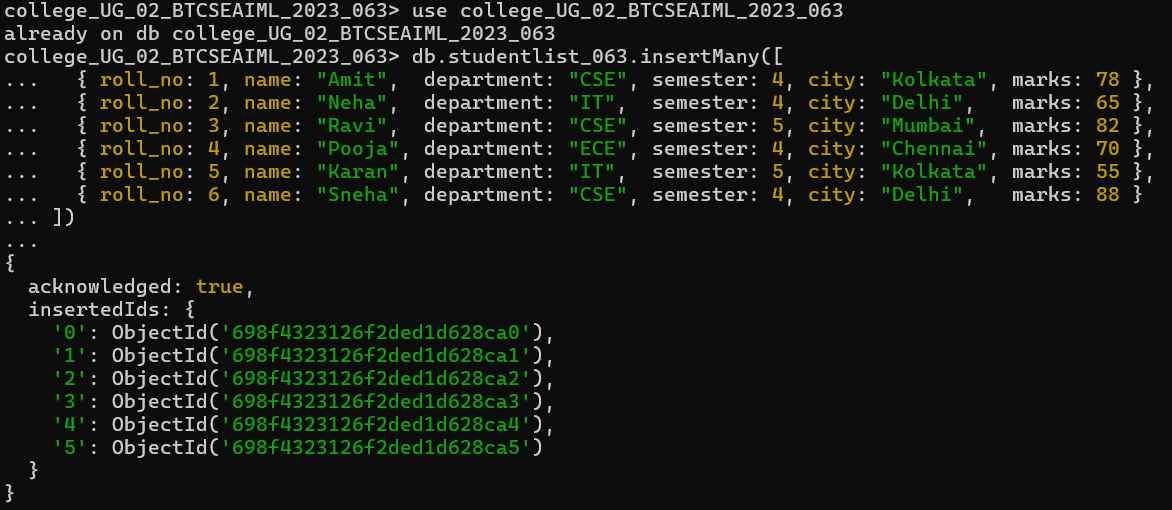 college_UG_02_BTCSEAIML_2023_063> use college_UG_02_BTCSEAIML_2023_063
already on db college_UG_02_BTCSEAIML_2023_063
college_UG_02_BTCSEAIML_2023_063> db.studentlist_063.insertMany([
...   { roll_no: 1, name: "Amit",  department: "CSE", semester: 4, city: "Kolkata", marks: 78 },
...   { roll_no: 2, name: "Neha",  department: "IT",  semester: 4, city: "Delhi",   marks: 65 },
...   { roll_no: 3, name: "Ravi",  department: "CSE", semester: 5, city: "Mumbai",  marks: 82 },
...   { roll_no: 4, name: "Pooja", department: "ECE", semester: 4, city: "Chennai", marks: 70 },
...   { roll_no: 5, name: "Karan", department: "IT",  semester: 5, city: "Kolkata", marks: 55 },
...   { roll_no: 6, name: "Sneha", department: "CSE", semester: 4, city: "Delhi",   marks: 88 }
... ])
...
{
  acknowledged: true,
  insertedIds: {
    '0': ObjectId('698f4323126f2ded1d628ca0'),
    '1': ObjectId('698f4323126f2ded1d628ca1'),
    '2': ObjectId('698f4323126f2ded1d628ca2'),
    '3': ObjectId('698f4323126f2ded1d628ca3'),
    '4': ObjectId('698f4323126f2ded1d628ca4'),
    '5': ObjectId('698f4323126f2ded1d628ca5')
  }
}